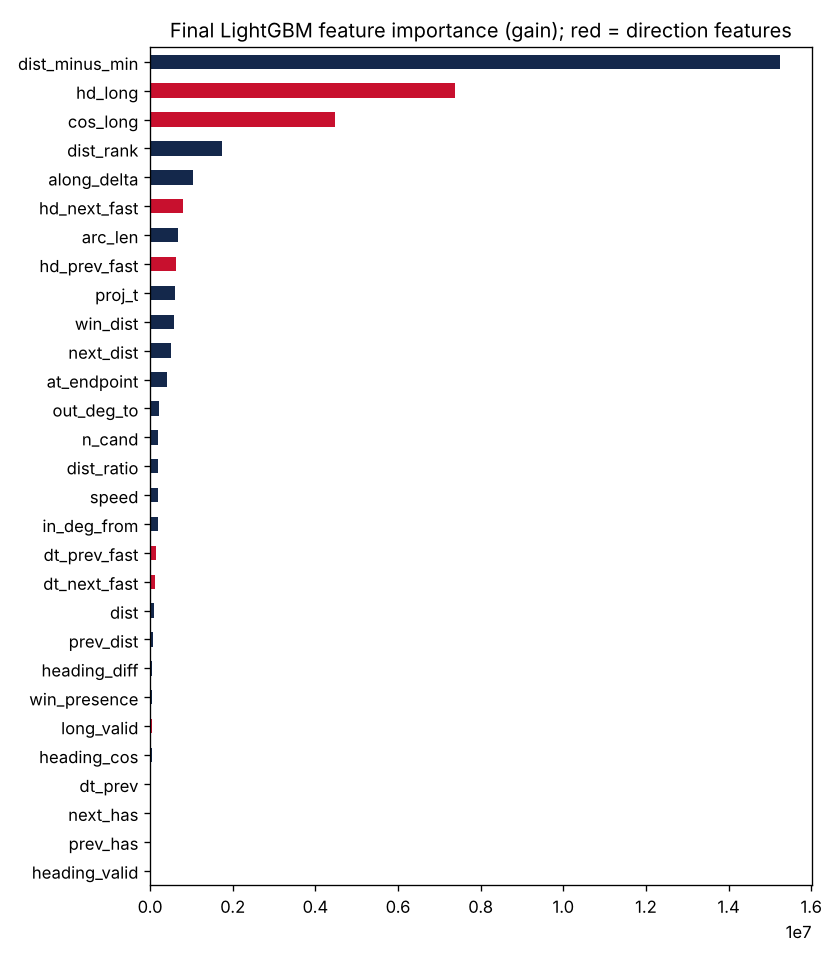 Final LightGBM feature importance (gain); red = direction features
dist_minus_min
hd_long
cos_long
dist_rank
along_delta
hd_next_fast
arc_len
hd_prev_fast
proj_t
win_dist
next_dist
at_endpoint
out_deg_to
n_cand
dist_ratio
speed
in_deg_from
dt_prev_fast
dt_next_fast
dist
prev_dist
heading_diff
win_presence
long_valid
heading_cos
dt_prev
next_has
prev_has
heading_valid
0.0 0.2 0.4 0.6 0.8 1.0 1.2 1.4 1.6
1e7